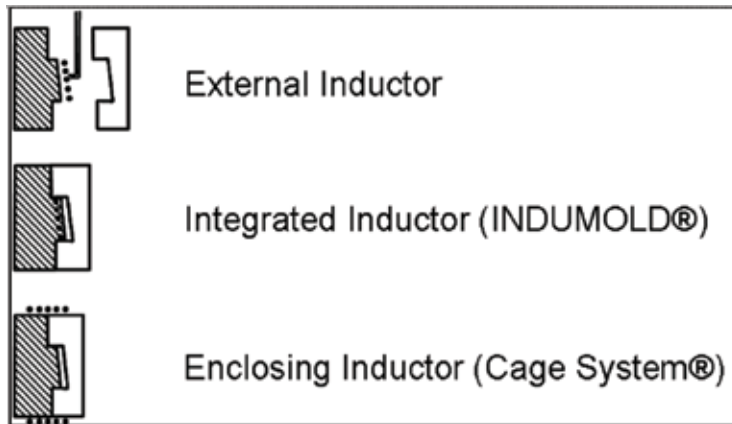 External Inductor
Integrated Inductor (INDUMOLD®)
Enclosing Inductor (Cage System®)